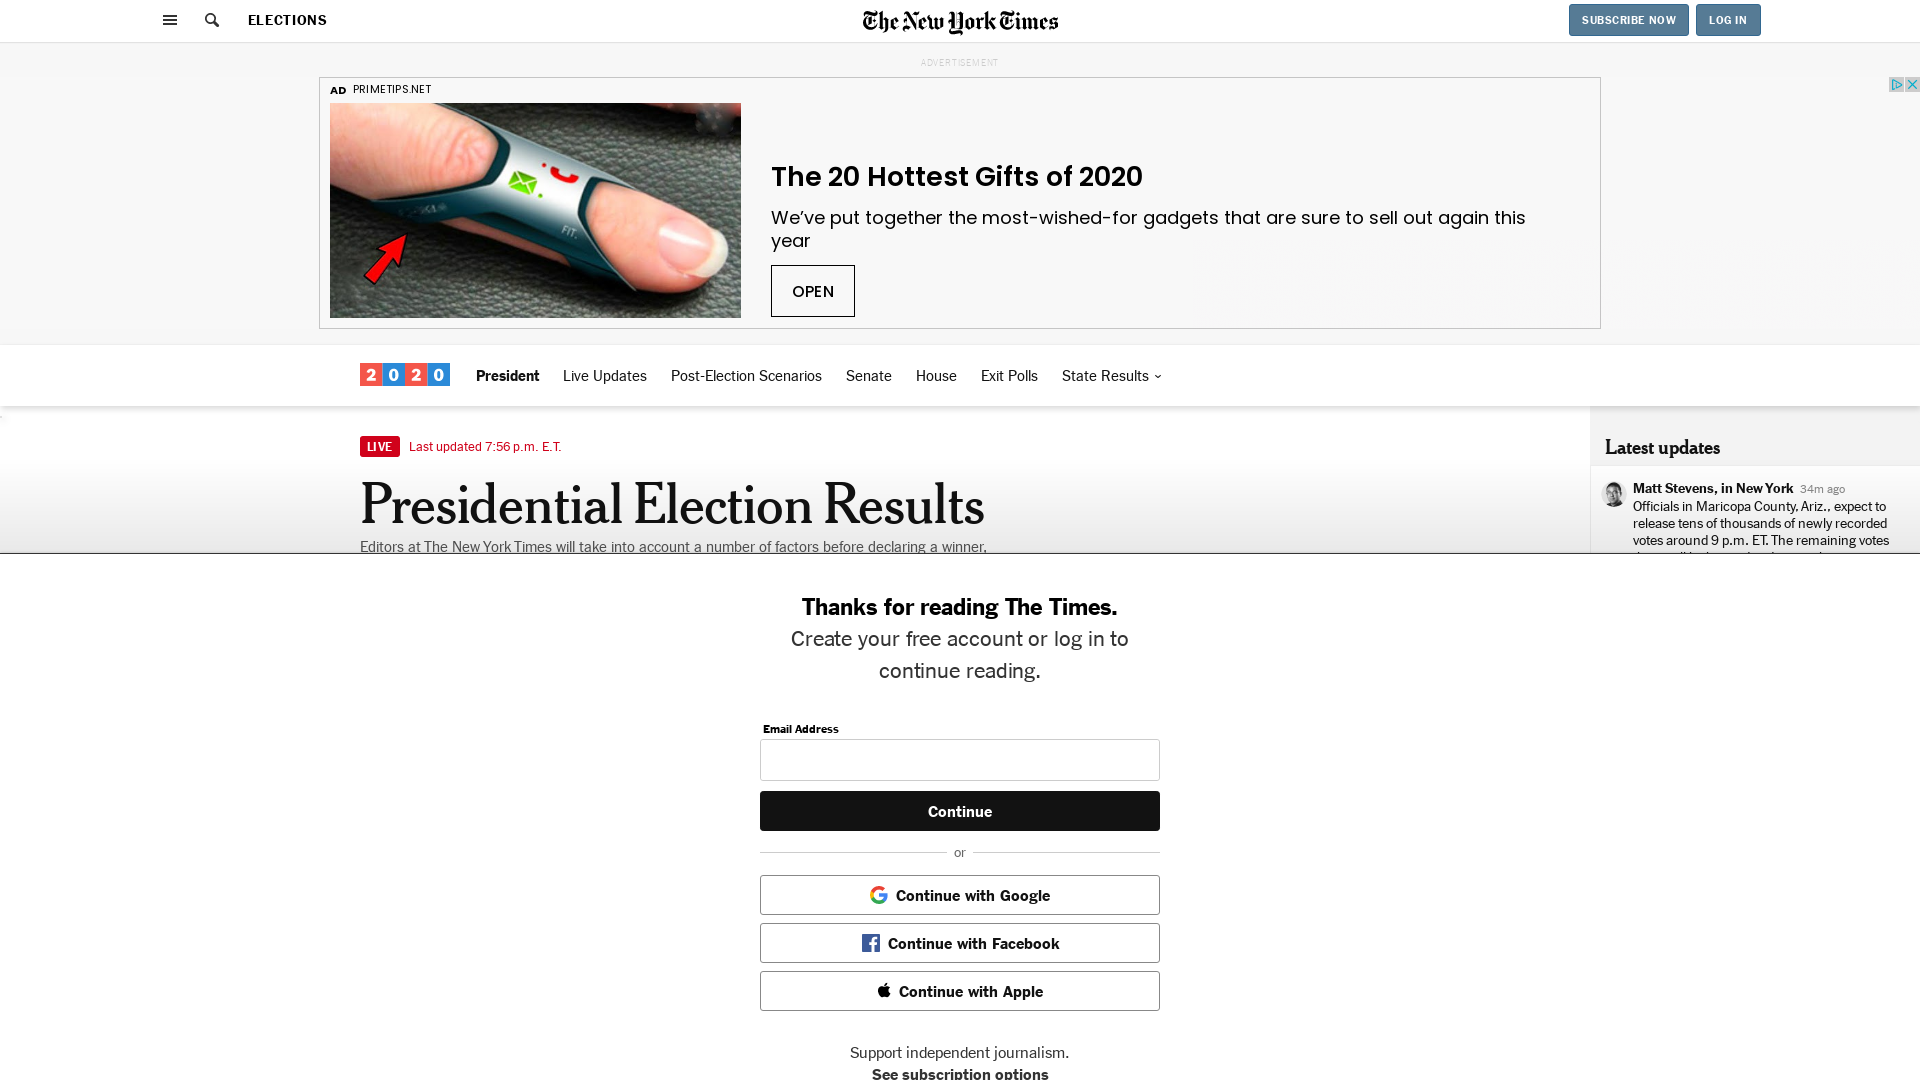 ELECTIONS
The New York Times
SUBSCRIBE NOW
LOG IN
ADVERTISEMENT
AD PRIMETIPS.NET
FIT.
The 20 Hottest Gifts of 2020
We've put together the most-wished-for gadgets that are sure to sell out again this
year
OPEN
2020
President
Live Updates
Post-Election Scenarios
Senate
House
Exit Polls
State Results
LIVE
Last updated 7:56 p.m. E.T.
Presidential Election Results
Editors at The New York Times will take into account a number of factors before declaring a winner,
Latest updates
Matt Stevens, in New York 34m ago
Officials in Maricopa County, Ariz., expect to
release tens of thousands of newly recorded
votes around 9 p.m. ET. The remaining votes
Thanks for reading The Times.
Create your free account or log in to
continue reading.
Email Address
Continue
or
Continue with Google
Continue with Facebook
Continue with Apple
Support independent journalism.
See subscription options